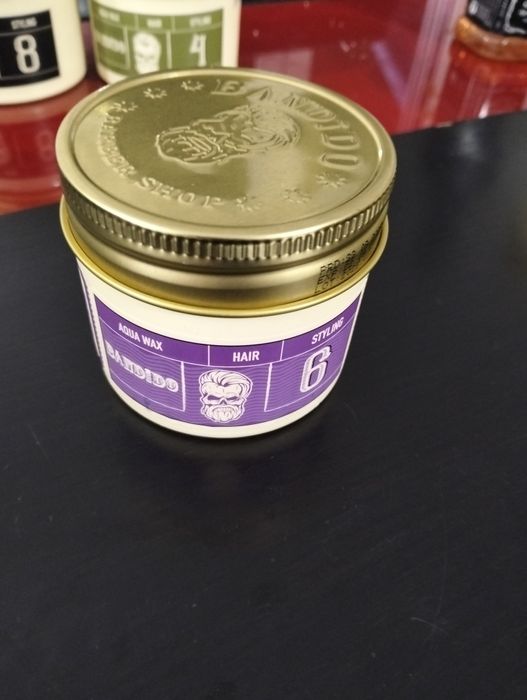 STYLING
8
HAIR
STYLING
4
BANDIDO
BARBER SHOP
AQUA WAX
HAIR
STYLING
BANDIDO
6